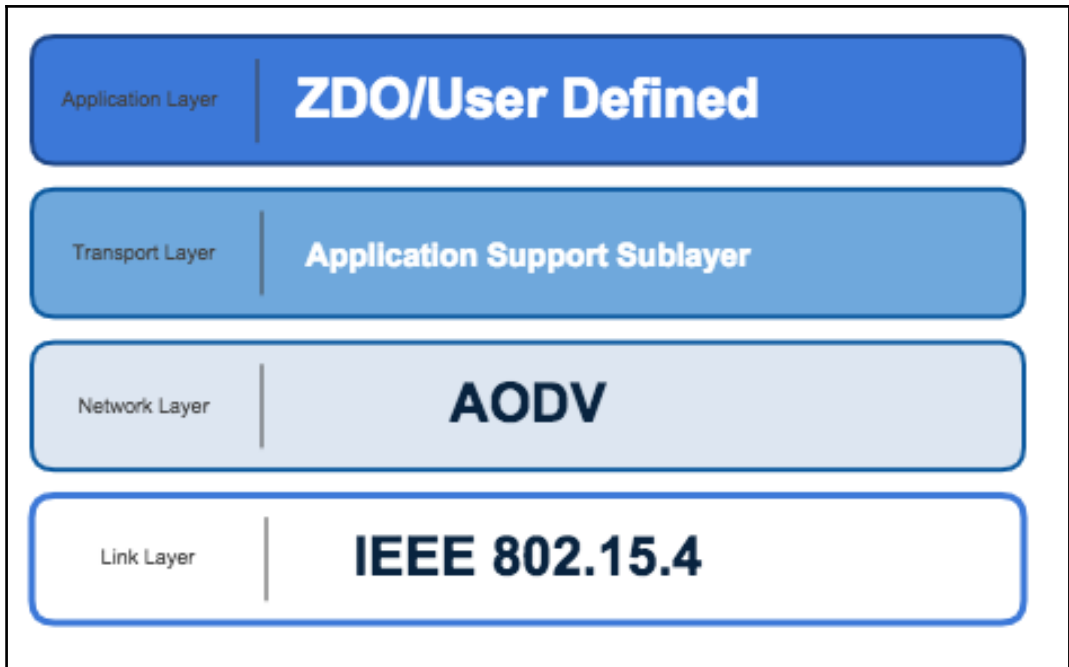 Application Layer
ZDO/User Defined
Transport Layer
Application Support Sublayer
Network Layer
AODV
Link Layer
IEEE 802.15.4